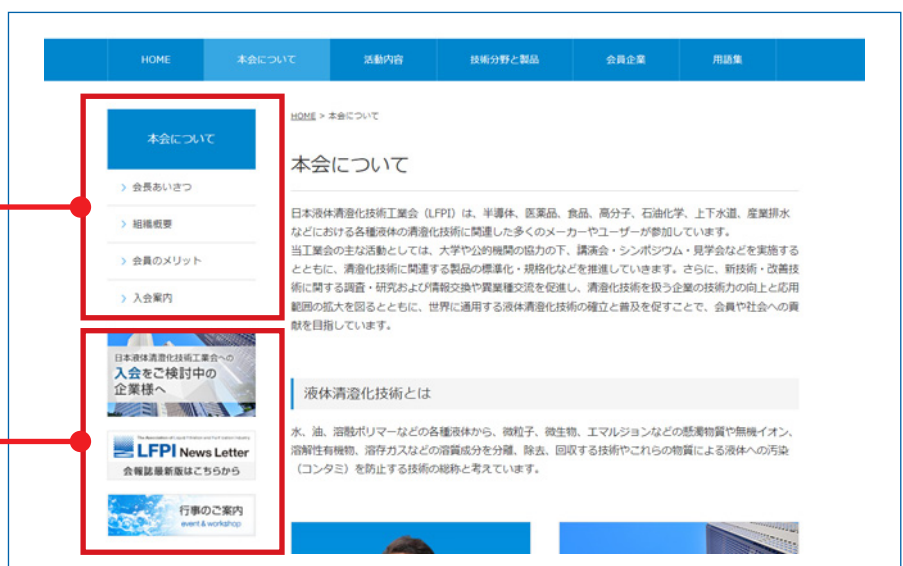 HOME 本会について 活動内容 技術分野と製品 会員企業 用語集
本会について
会長あいさつ
組織概要
会員のメリット
入会案内
日本液体清澄化技術工業会への
入会をご検討中の
企業様へ
LFPI News Letter
会報誌最新版はこちらから
行事のご案内
event & workshop
HOME > 本会について
本会について
日本液体清澄化技術工業会（LFPI）は、半導体、医薬品、食品、高分子、石油化学、上下水道、産業排水
などにおける各種液体の清澄化技術に関連した多くのメーカーやユーザーが参加しています。
当工業会の主な活動としては、大学や公的機関の協力の下、講演会・シンポジウム・見学会などを実施する
とともに、清澄化技術に関連する製品の標準化・規格化などを推進していきます。さらに、新技術・改善技
術に関する調査・研究および情報交換や異業種交流を促進し、清澄化技術を扱う企業の技術力の向上と応用
範囲の拡大を図るとともに、世界に通用する液体清澄化技術の確立と普及を促すことで、会員や社会への貢
献を目指しています。
液体清澄化技術とは
水、油、溶融ポリマーなどの各種液体から、微粒子、微生物、エマルジョンなどの懸濁物質や無機イオン、
溶解性有機物、溶存ガスなどの溶質成分を分離、除去、回収する技術やこれらの物質による液体への汚染
（コンタミ）を防止する技術の総称と考えています。